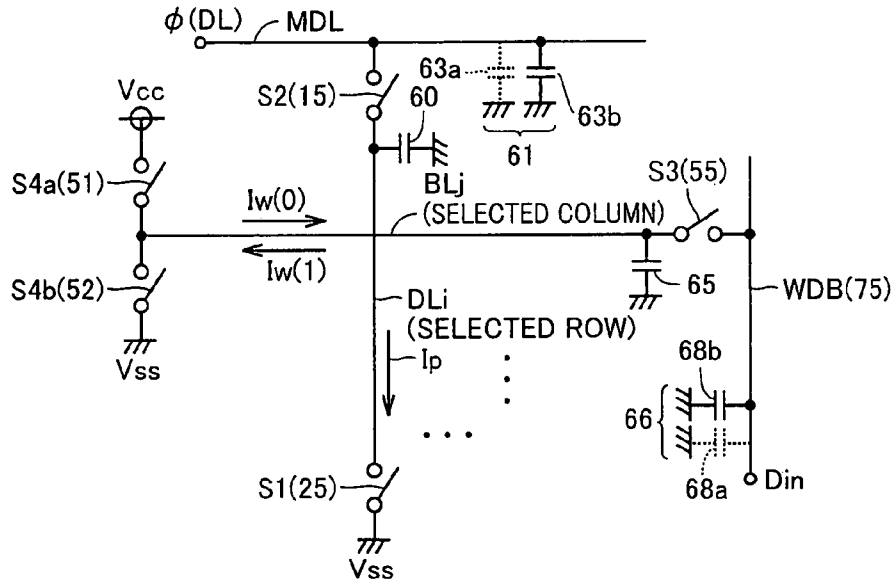 ϕ(DL)
MDL
63a
63b
61
Vcc
S2(15)
60
S4a(51)
BLj
(SELECTED COLUMN)
S3(55)
Iw(0)
Iw(1)
65
S4b(52)
DLi
(SELECTED ROW)
WDB(75)
Vss
Ip
68b
66
68a
Din
S1(25)
Vss